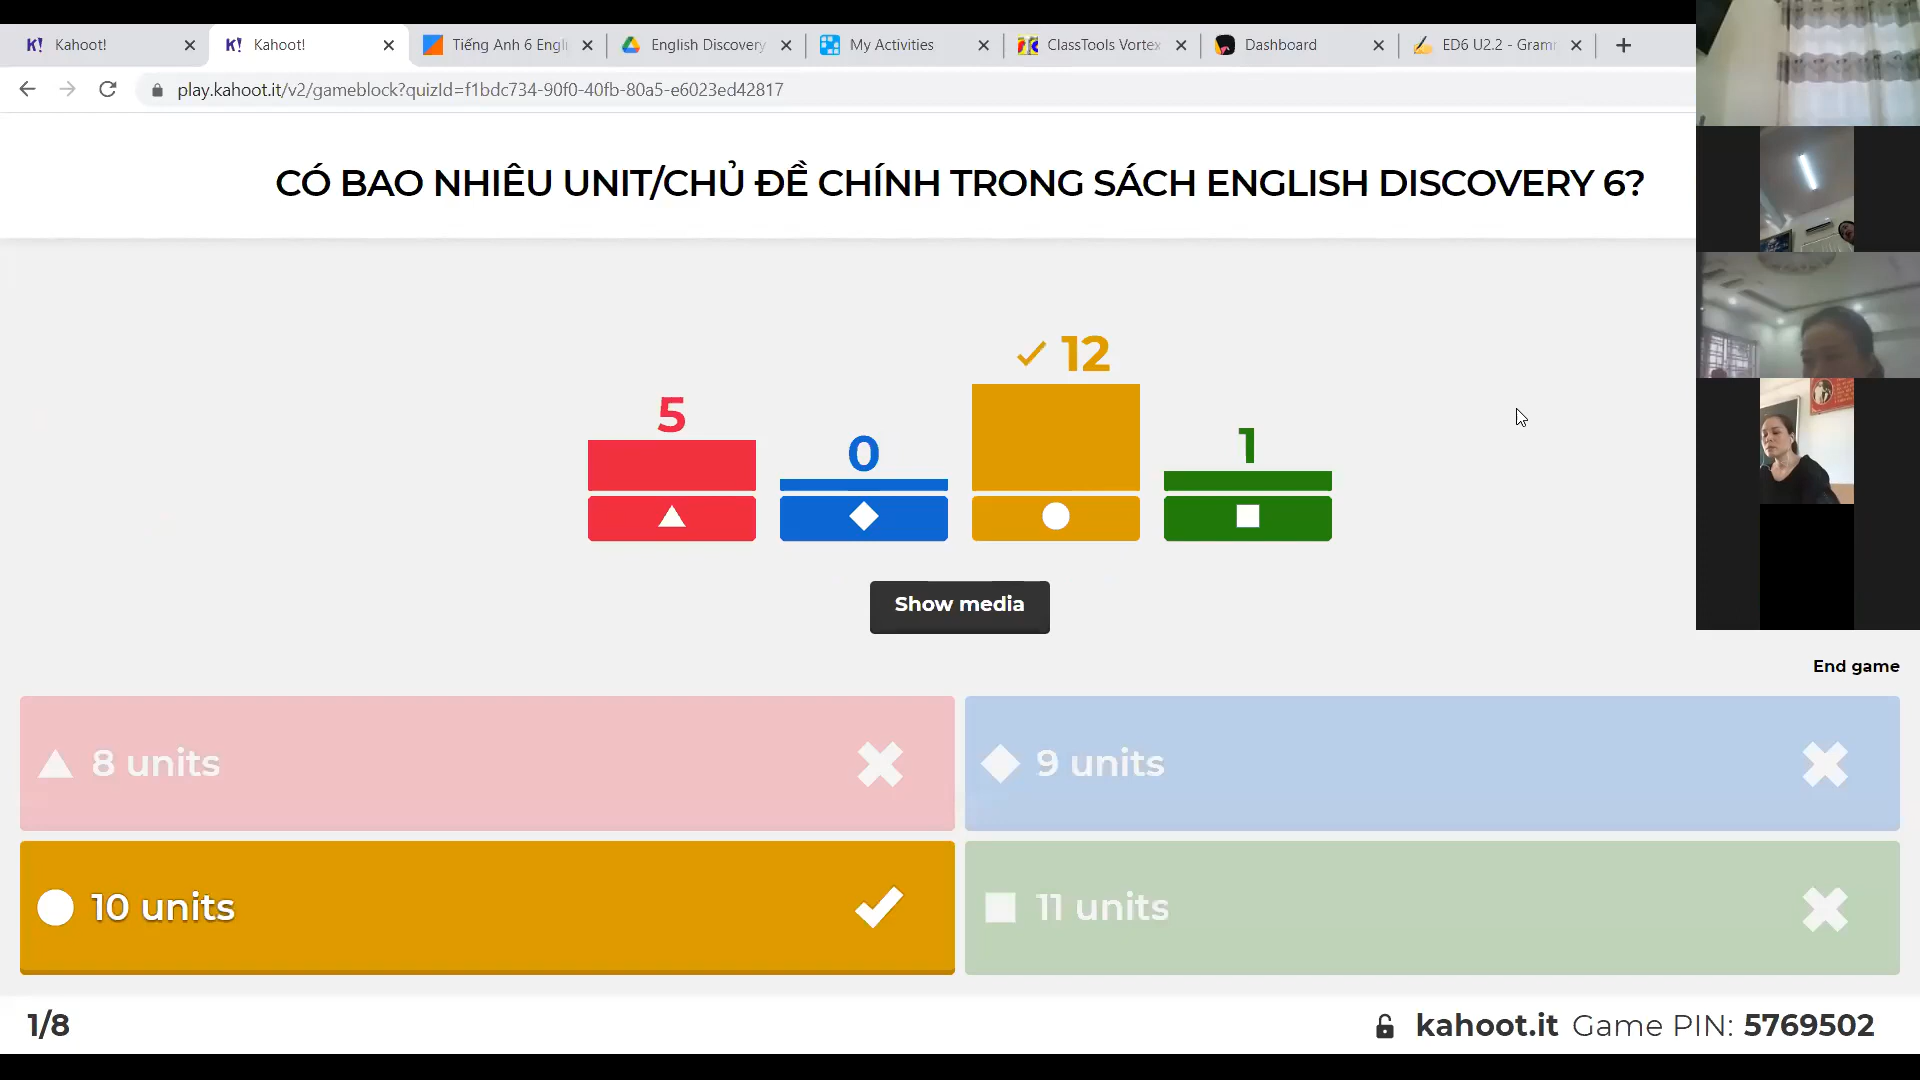 K! Kahoot!
K! Kahoot!
Tiếng Anh 6 Engli
English Discovery
My Activities
ClassTools Vortex
Dashboard
ED6 U2.2 - Gramm
play.kahoot.it/v2/gameblock?quizId=f1bdc734-90f0-40fb-80a5-e6023ed42817
CÓ BAO NHIÊU UNIT/CHỦ ĐỀ CHÍNH TRONG SÁCH ENGLISH DISCOVERY 6?
5
0
12
1
Show media
End game
8 units
9 units
10 units
11 units
1/8
kahoot.it Game PIN: 5769502